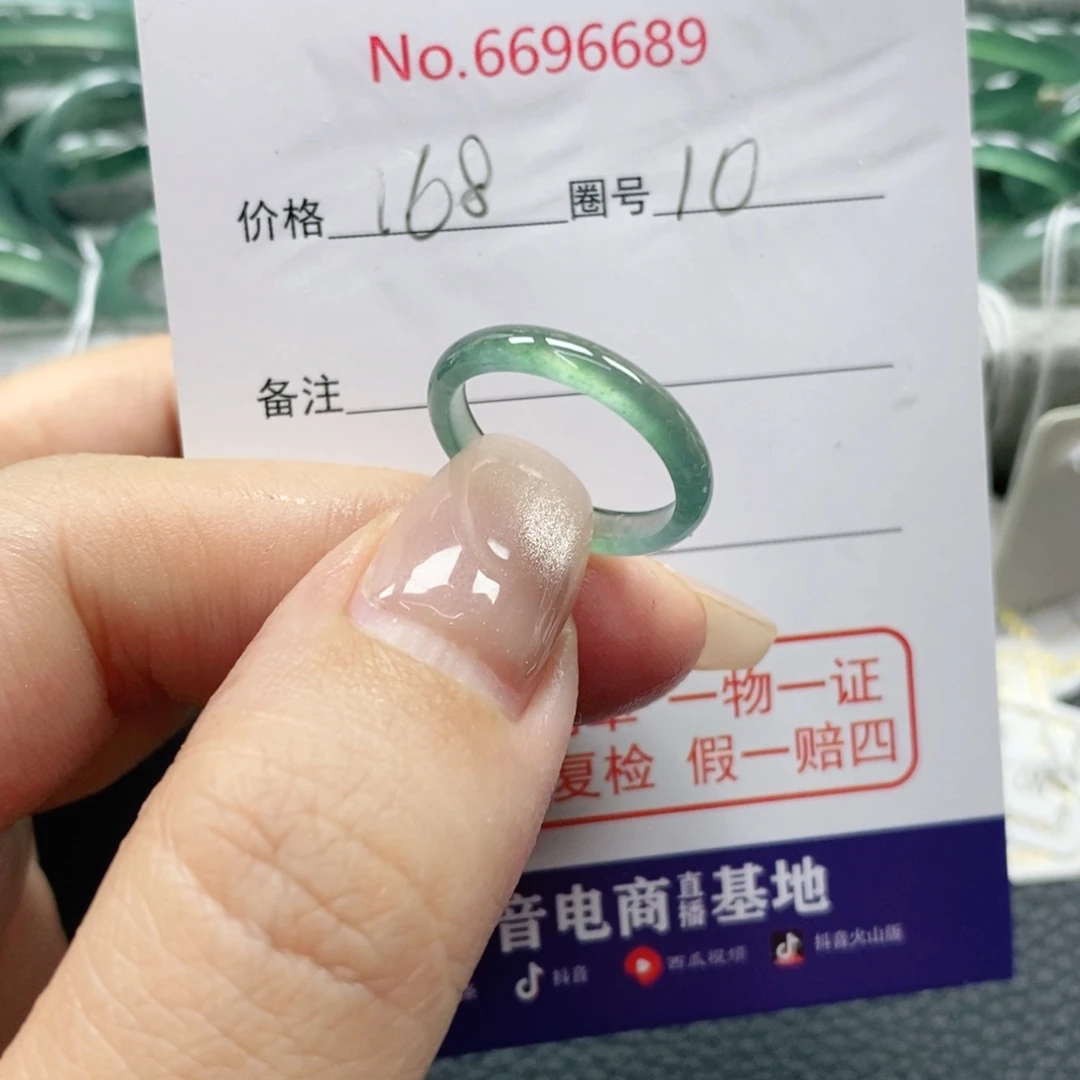 No.6696689
价格 168 圈号 10
备注
一物一证
复检 假一赔四
音电商直播基地
抖音 西瓜视频 抖音火山版